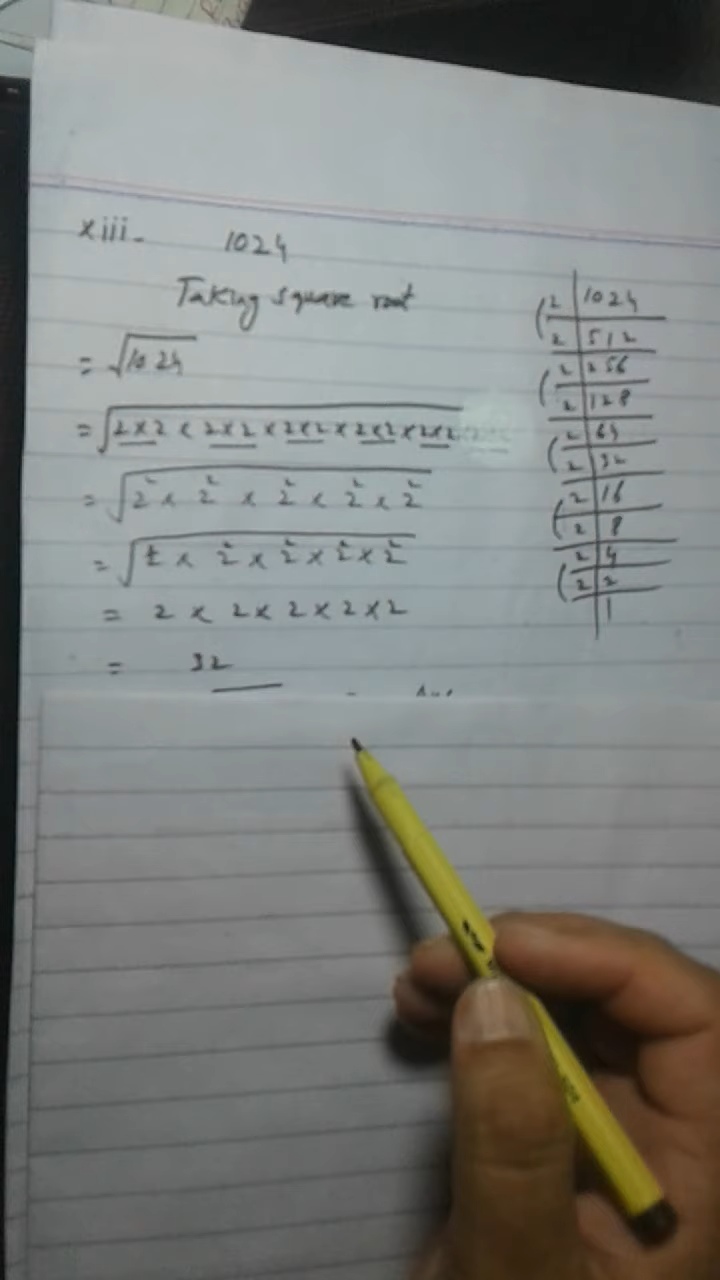 xiii- 1024
Taking square root
= √1024
= √2×2 × 2×2 × 2×2 × 2×2 × 2×2
= √2² × 2² × 2² × 2² × 2²
= √2² × 2² × 2² × 2² × 2²
= 2 × 2 × 2 × 2 × 2
= 32
2 | 1024
2 | 512
2 | 256
2 | 128
2 | 64
2 | 32
2 | 16
2 | 8
2 | 4
2 | 2
1